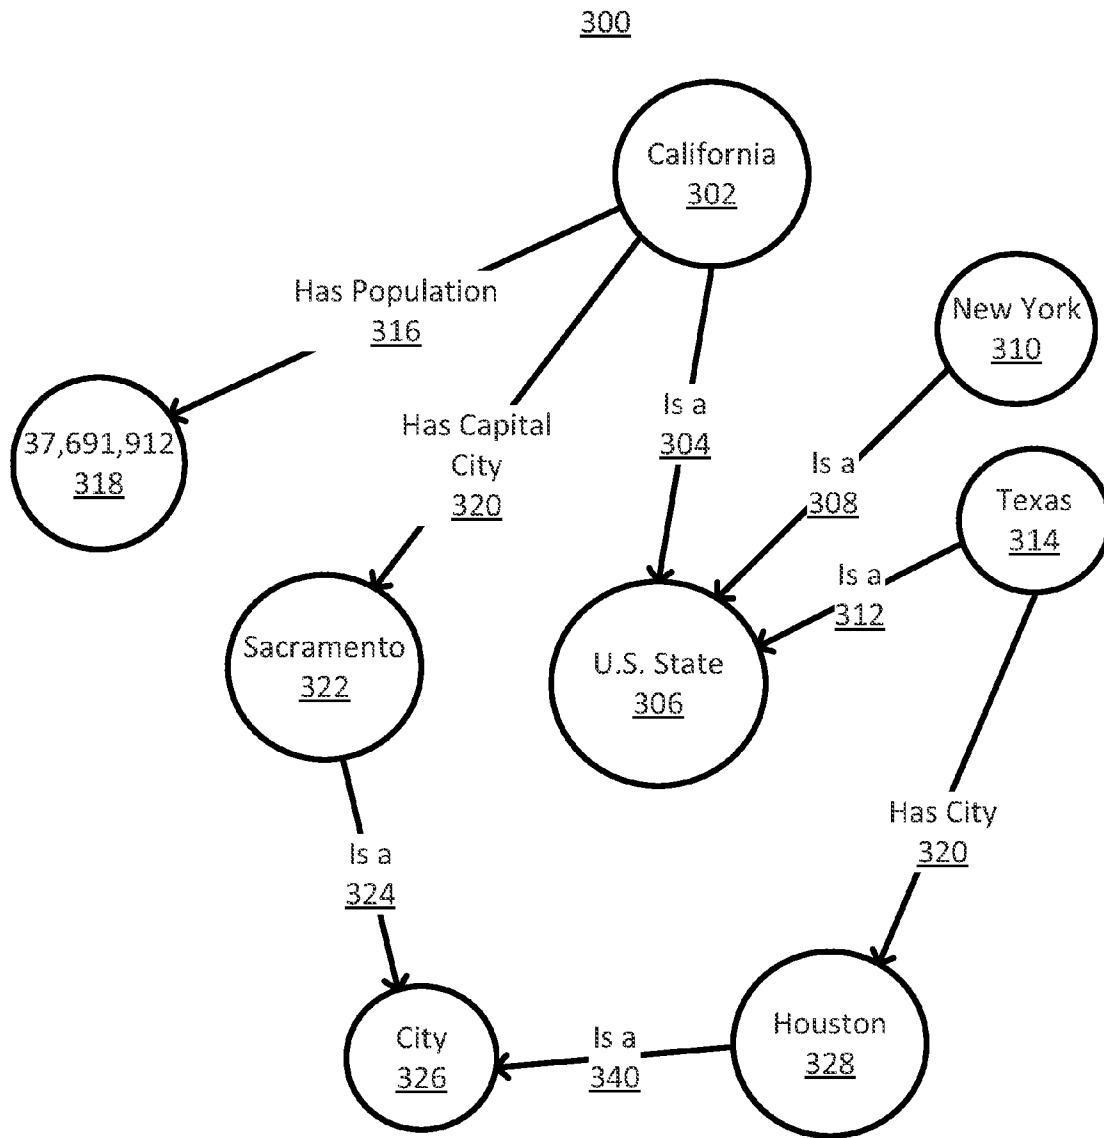 300
California
302
Has Population
316
New York
310
Is a
304
Has Capital
City
320
37,691,912
318
Is a
308
Texas
314
Is a
312
Sacramento
322
U.S. State
306
Has City
320
Is a
324
City
326
Is a
340
Houston
328